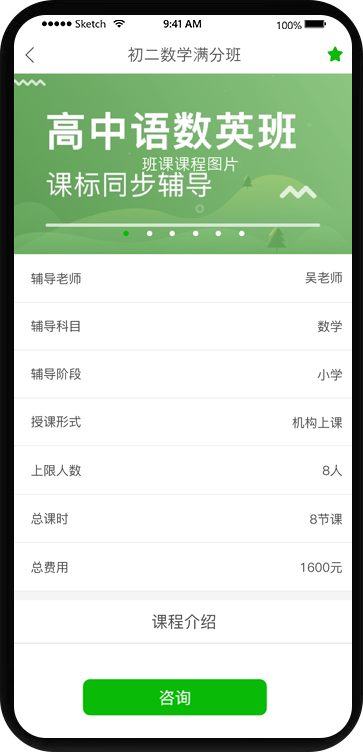 Sketch 9:41 AM 100%
初二数学满分班
高中语数英班
班课课程图片
课标同步辅导
辅导老师 吴老师
辅导科目 数学
辅导阶段 小学
授课形式 机构上课
上限人数 8人
总课时 8节课
总费用 1600元
课程介绍
咨询